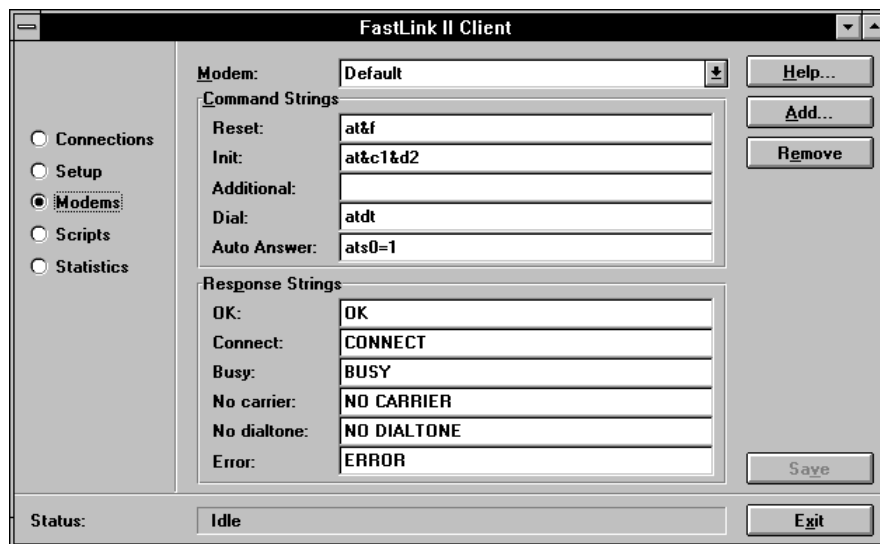 FastLink II Client
Connections
Setup
Modems
Scripts
Statistics
Modem: Default
Command Strings
Reset: at&f
Init: at&c1&d2
Additional:
Dial: atdt
Auto Answer: ats0=1
Response Strings
OK: OK
Connect: CONNECT
Busy: BUSY
No carrier: NO CARRIER
No dialtone: NO DIALTONE
Error: ERROR
Help...
Add...
Remove
Save
Status: Idle
Exit